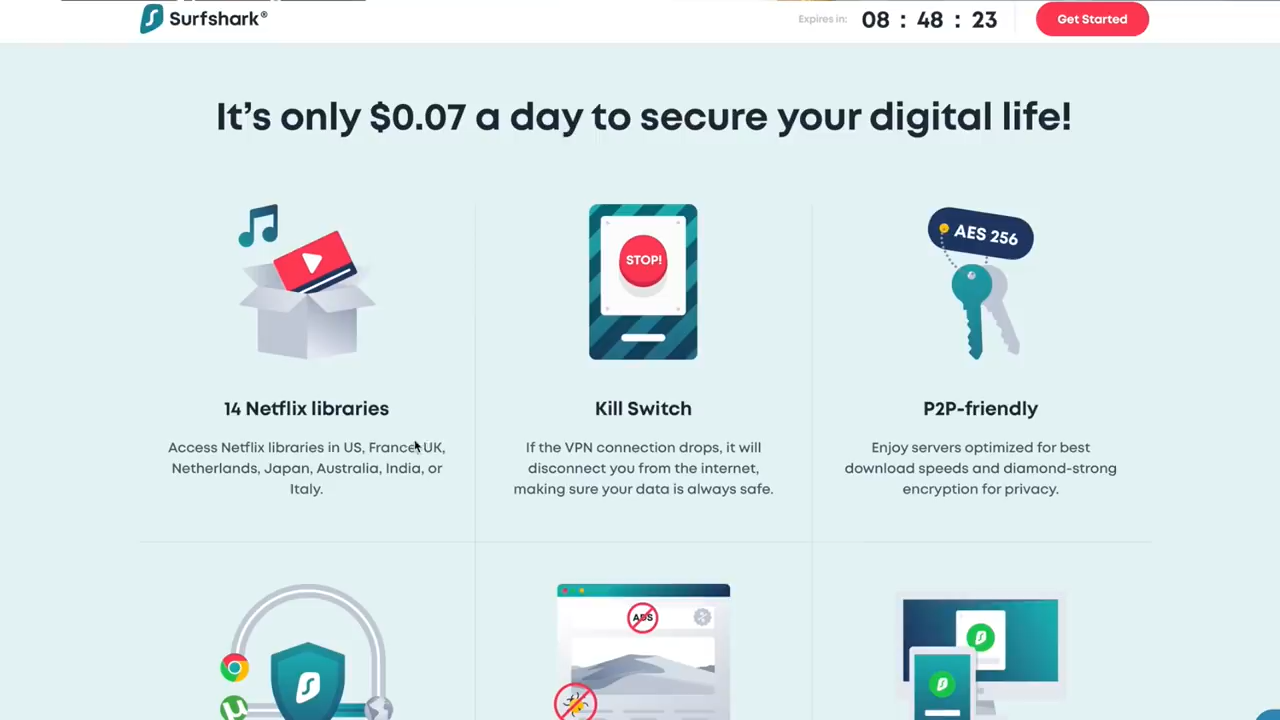 Surfshark®
Expires in: 08 : 48 : 23
Get Started
It's only $0.07 a day to secure your digital life!
STOP!
AES 256
14 Netflix libraries
Kill Switch
P2P-friendly
Access Netflix libraries in US, France, UK,
Netherlands, Japan, Australia, India, or
Italy.
If the VPN connection drops, it will
disconnect you from the internet,
making sure your data is always safe.
Enjoy servers optimized for best
download speeds and diamond-strong
encryption for privacy.
ADS